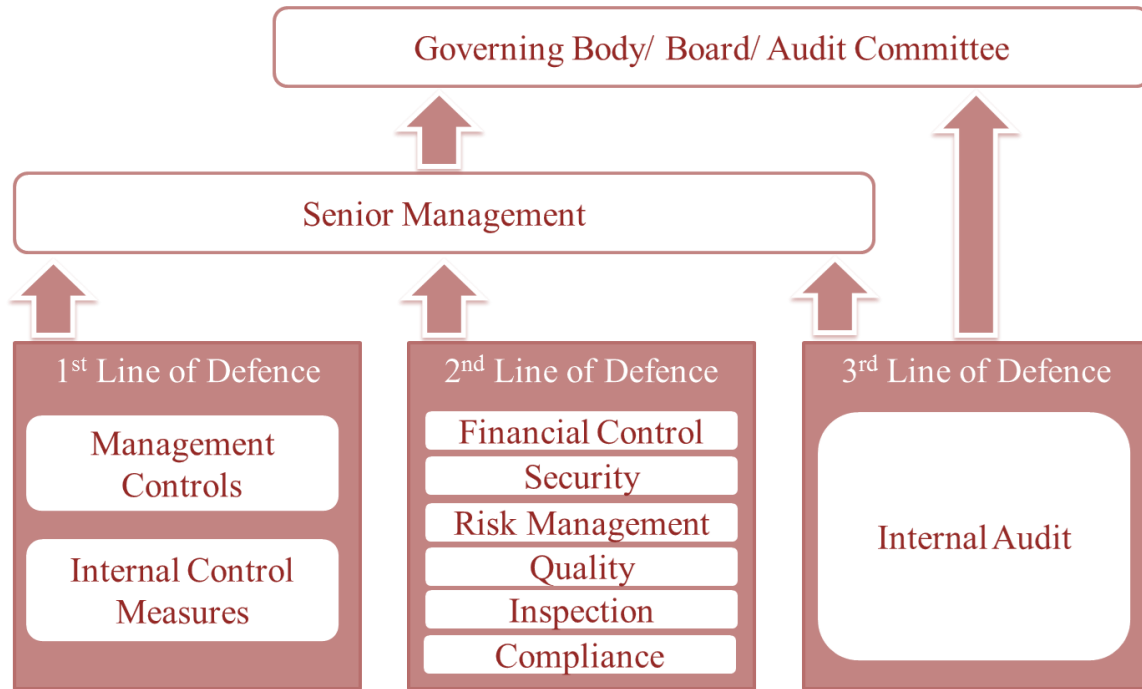 Governing Body/ Board/ Audit Committee
Senior Management
1st Line of Defence
Management
Controls
Internal Control
Measures
2nd Line of Defence
Financial Control
Security
Risk Management
Quality
Inspection
Compliance
3rd Line of Defence
Internal Audit